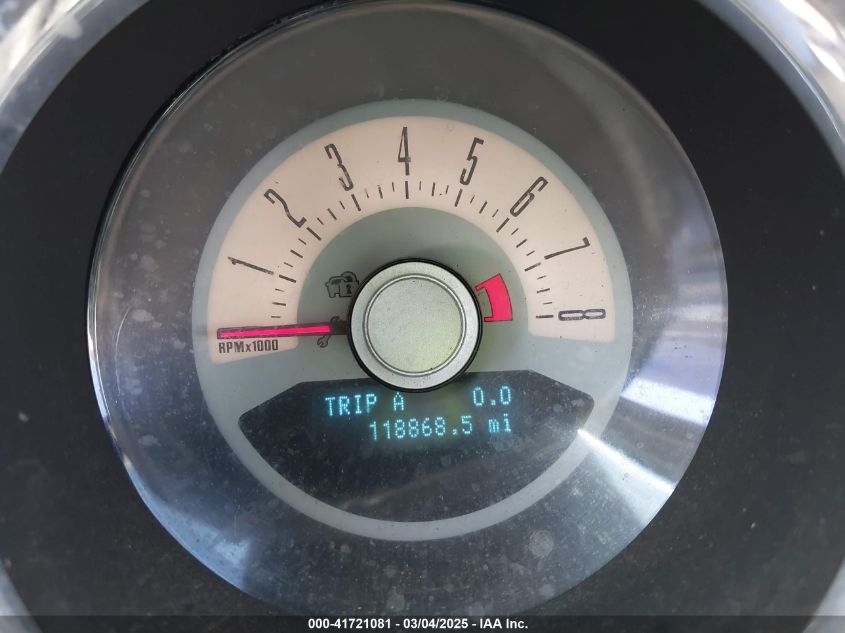 1 2 3 4 5 6 7 8
RPMx1000
TRIP A 0.0
118868.5 mi
000-41721081 - 03/04/2025 - IAA Inc.